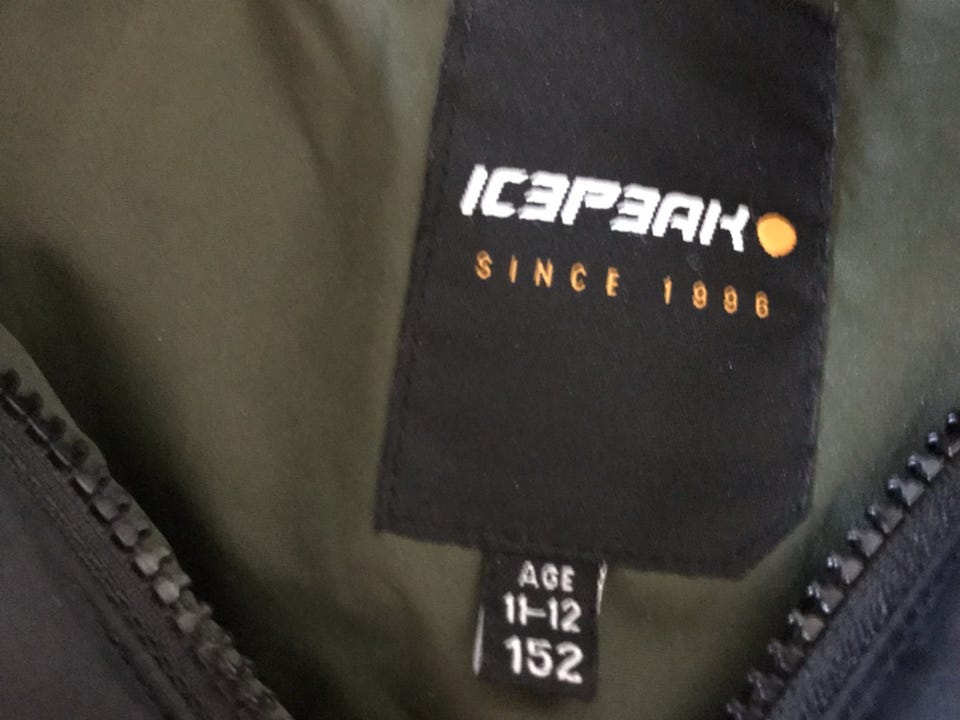 ICEPEAK
SINCE 1996
AGE
11-12
152